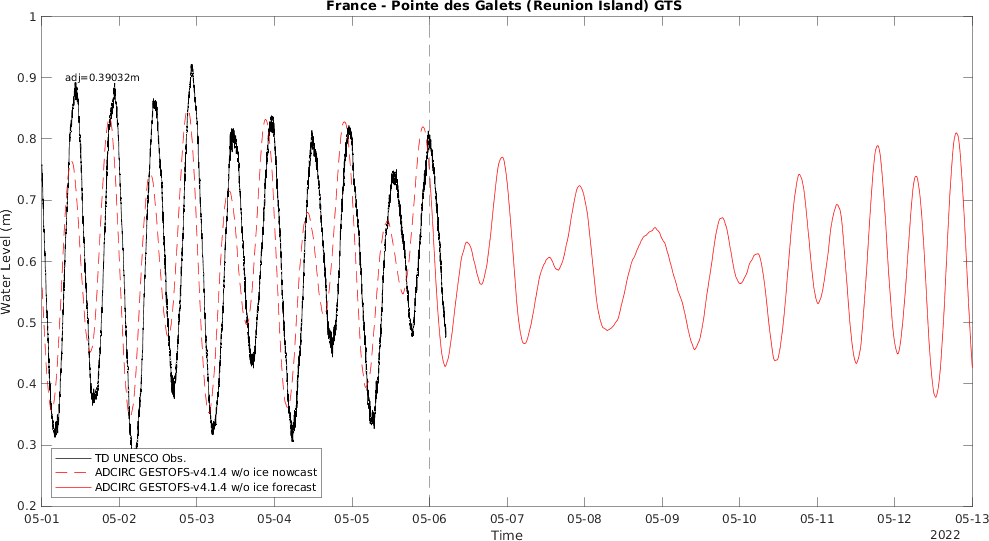 France - Pointe des Galets (Reunion Island) GTS
1
0.9
0.8
0.7
0.6
0.5
0.4
0.3
0.2
Water Level (m)
adj=0.39032m
TD UNESCO Obs.
ADCIRC GESTOFS-v4.1.4 w/o ice nowcast
ADCIRC GESTOFS-v4.1.4 w/o ice forecast
05-01 05-02 05-03 05-04 05-05 05-06 05-07 05-08 05-09 05-10 05-11 05-12 05-13
Time
2022